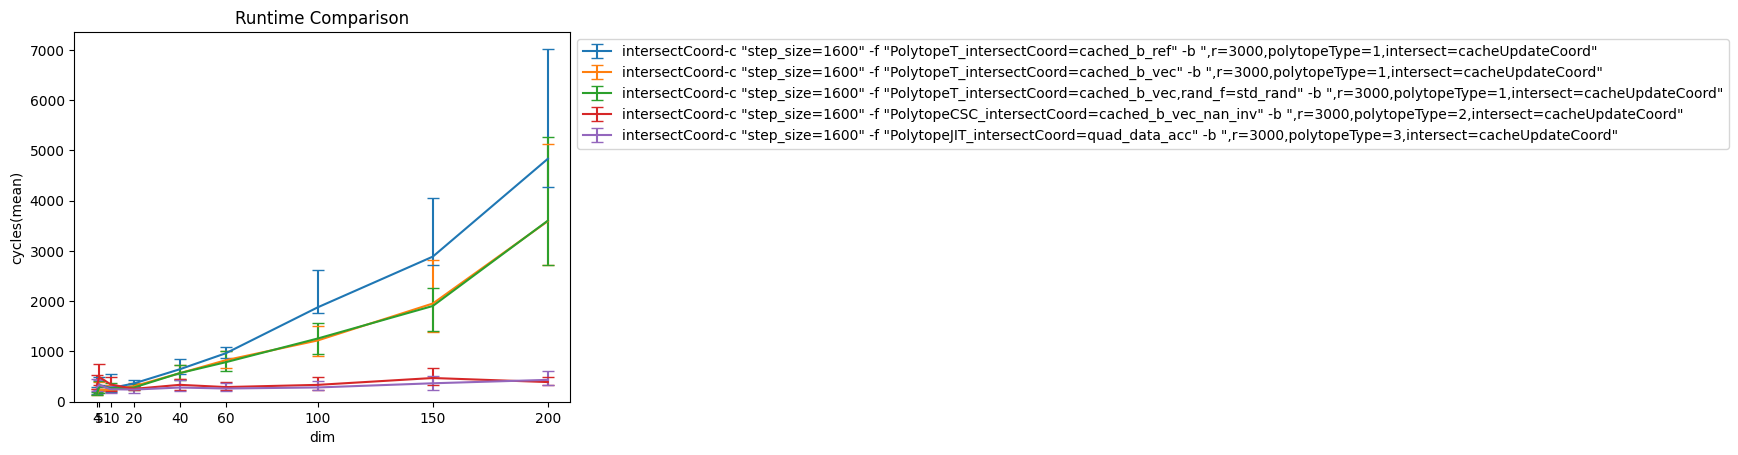 Runtime Comparison
cycles(mean)
7000
6000
5000
4000
3000
2000
1000
0
4
5
10
20
40
60
100
150
200
dim
intersectCoord-c "step_size=1600" -f "PolytopeT_intersectCoord=cached_b_ref" -b ",r=3000,polytopeType=1,intersect=cacheUpdateCoord"
intersectCoord-c "step_size=1600" -f "PolytopeT_intersectCoord=cached_b_vec" -b ",r=3000,polytopeType=1,intersect=cacheUpdateCoord"
intersectCoord-c "step_size=1600" -f "PolytopeT_intersectCoord=cached_b_vec,rand_f=std_rand" -b ",r=3000,polytopeType=1,intersect=cacheUpdateCoord"
intersectCoord-c "step_size=1600" -f "PolytopeCSC_intersectCoord=cached_b_vec_nan_inv" -b ",r=3000,polytopeType=2,intersect=cacheUpdateCoord"
intersectCoord-c "step_size=1600" -f "PolytopeJIT_intersectCoord=quad_data_acc" -b ",r=3000,polytopeType=3,intersect=cacheUpdateCoord"